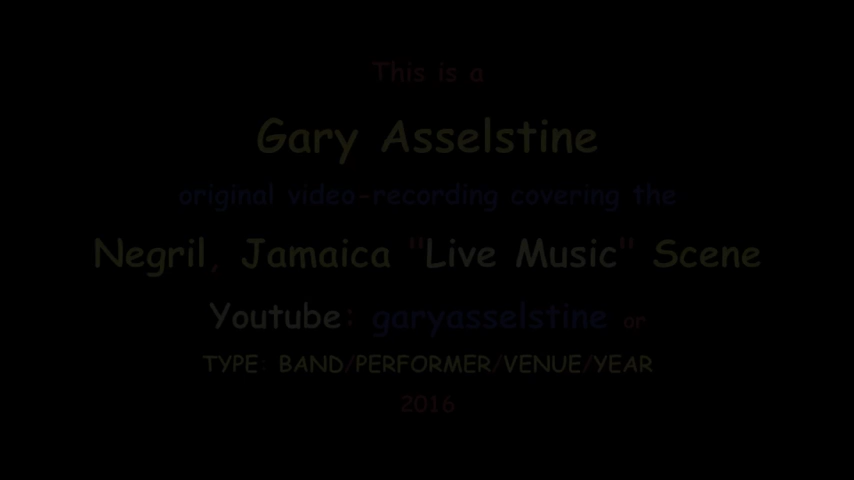 This is a
Gary Asselstine
original video-recording covering the
Negril, Jamaica "Live Music" Scene
Youtube: garyasselstine or
TYPE: BAND/PERFORMER/VENUE/YEAR
2016